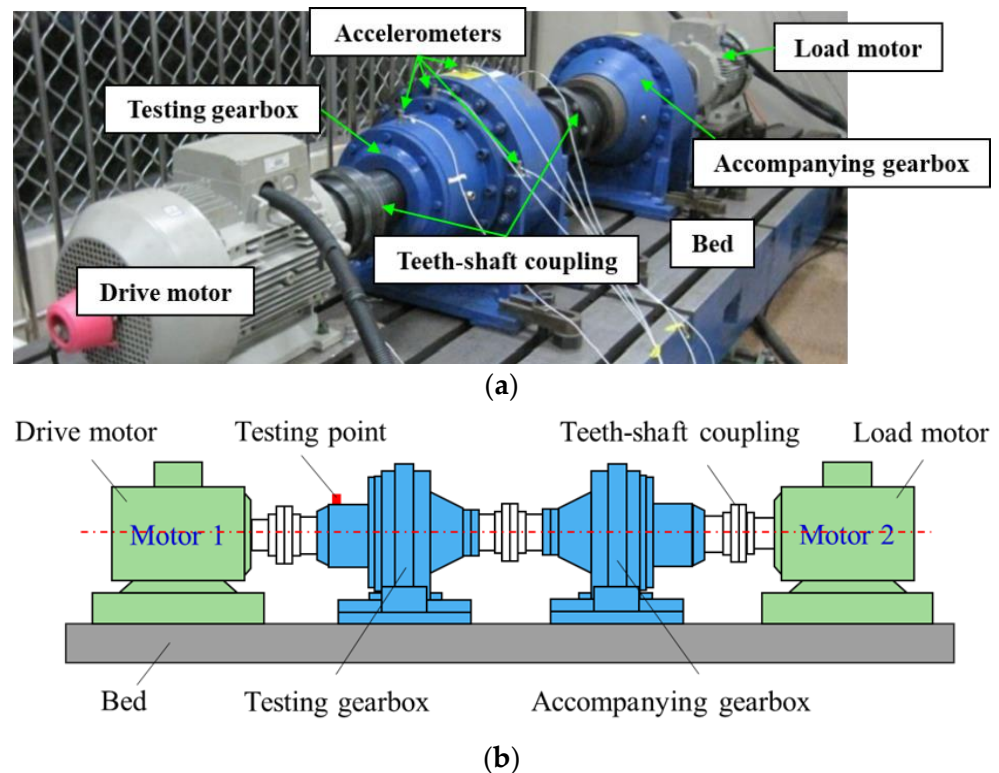 Accelerometers
Load motor
Testing gearbox
Accompanying gearbox
Bed
Teeth-shaft coupling
Drive motor
(a)
Drive motor
Testing point
Teeth-shaft coupling
Load motor
Motor 1
Motor 2
Bed
Testing gearbox
Accompanying gearbox
(b)